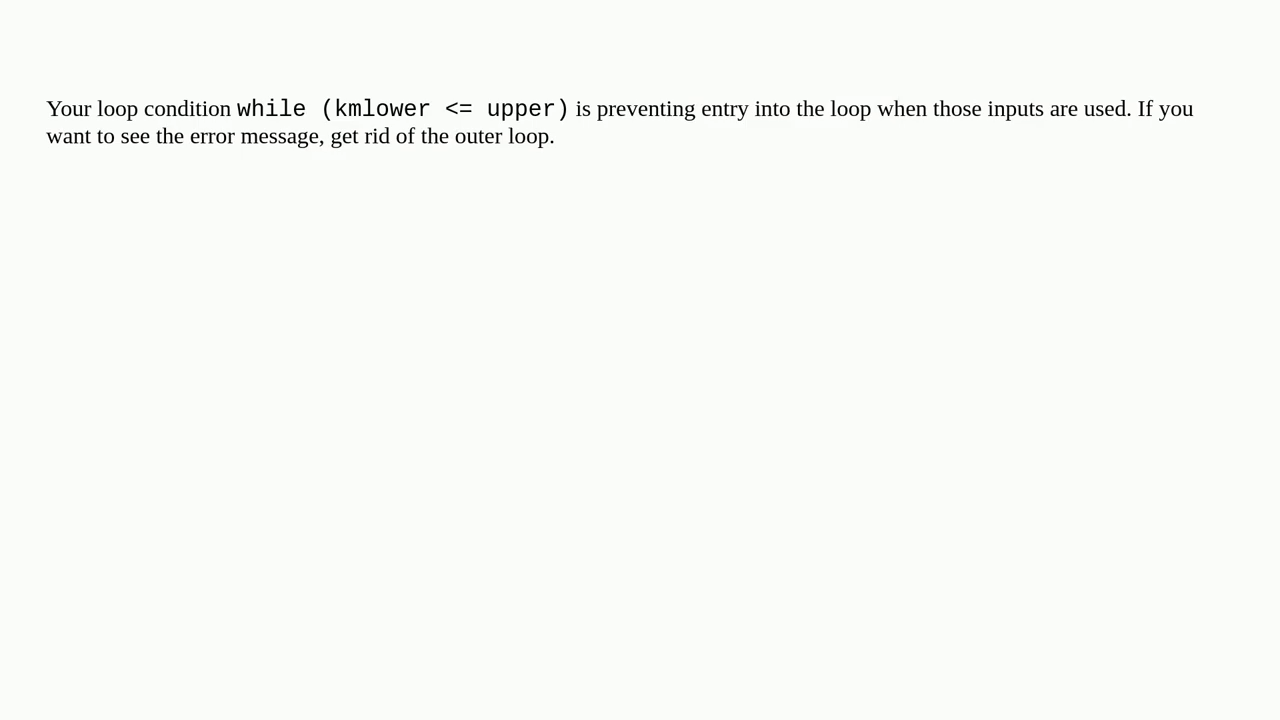 Your loop condition while (kmlower <= upper) is preventing entry into the loop when those inputs are used. If you
want to see the error message, get rid of the outer loop.